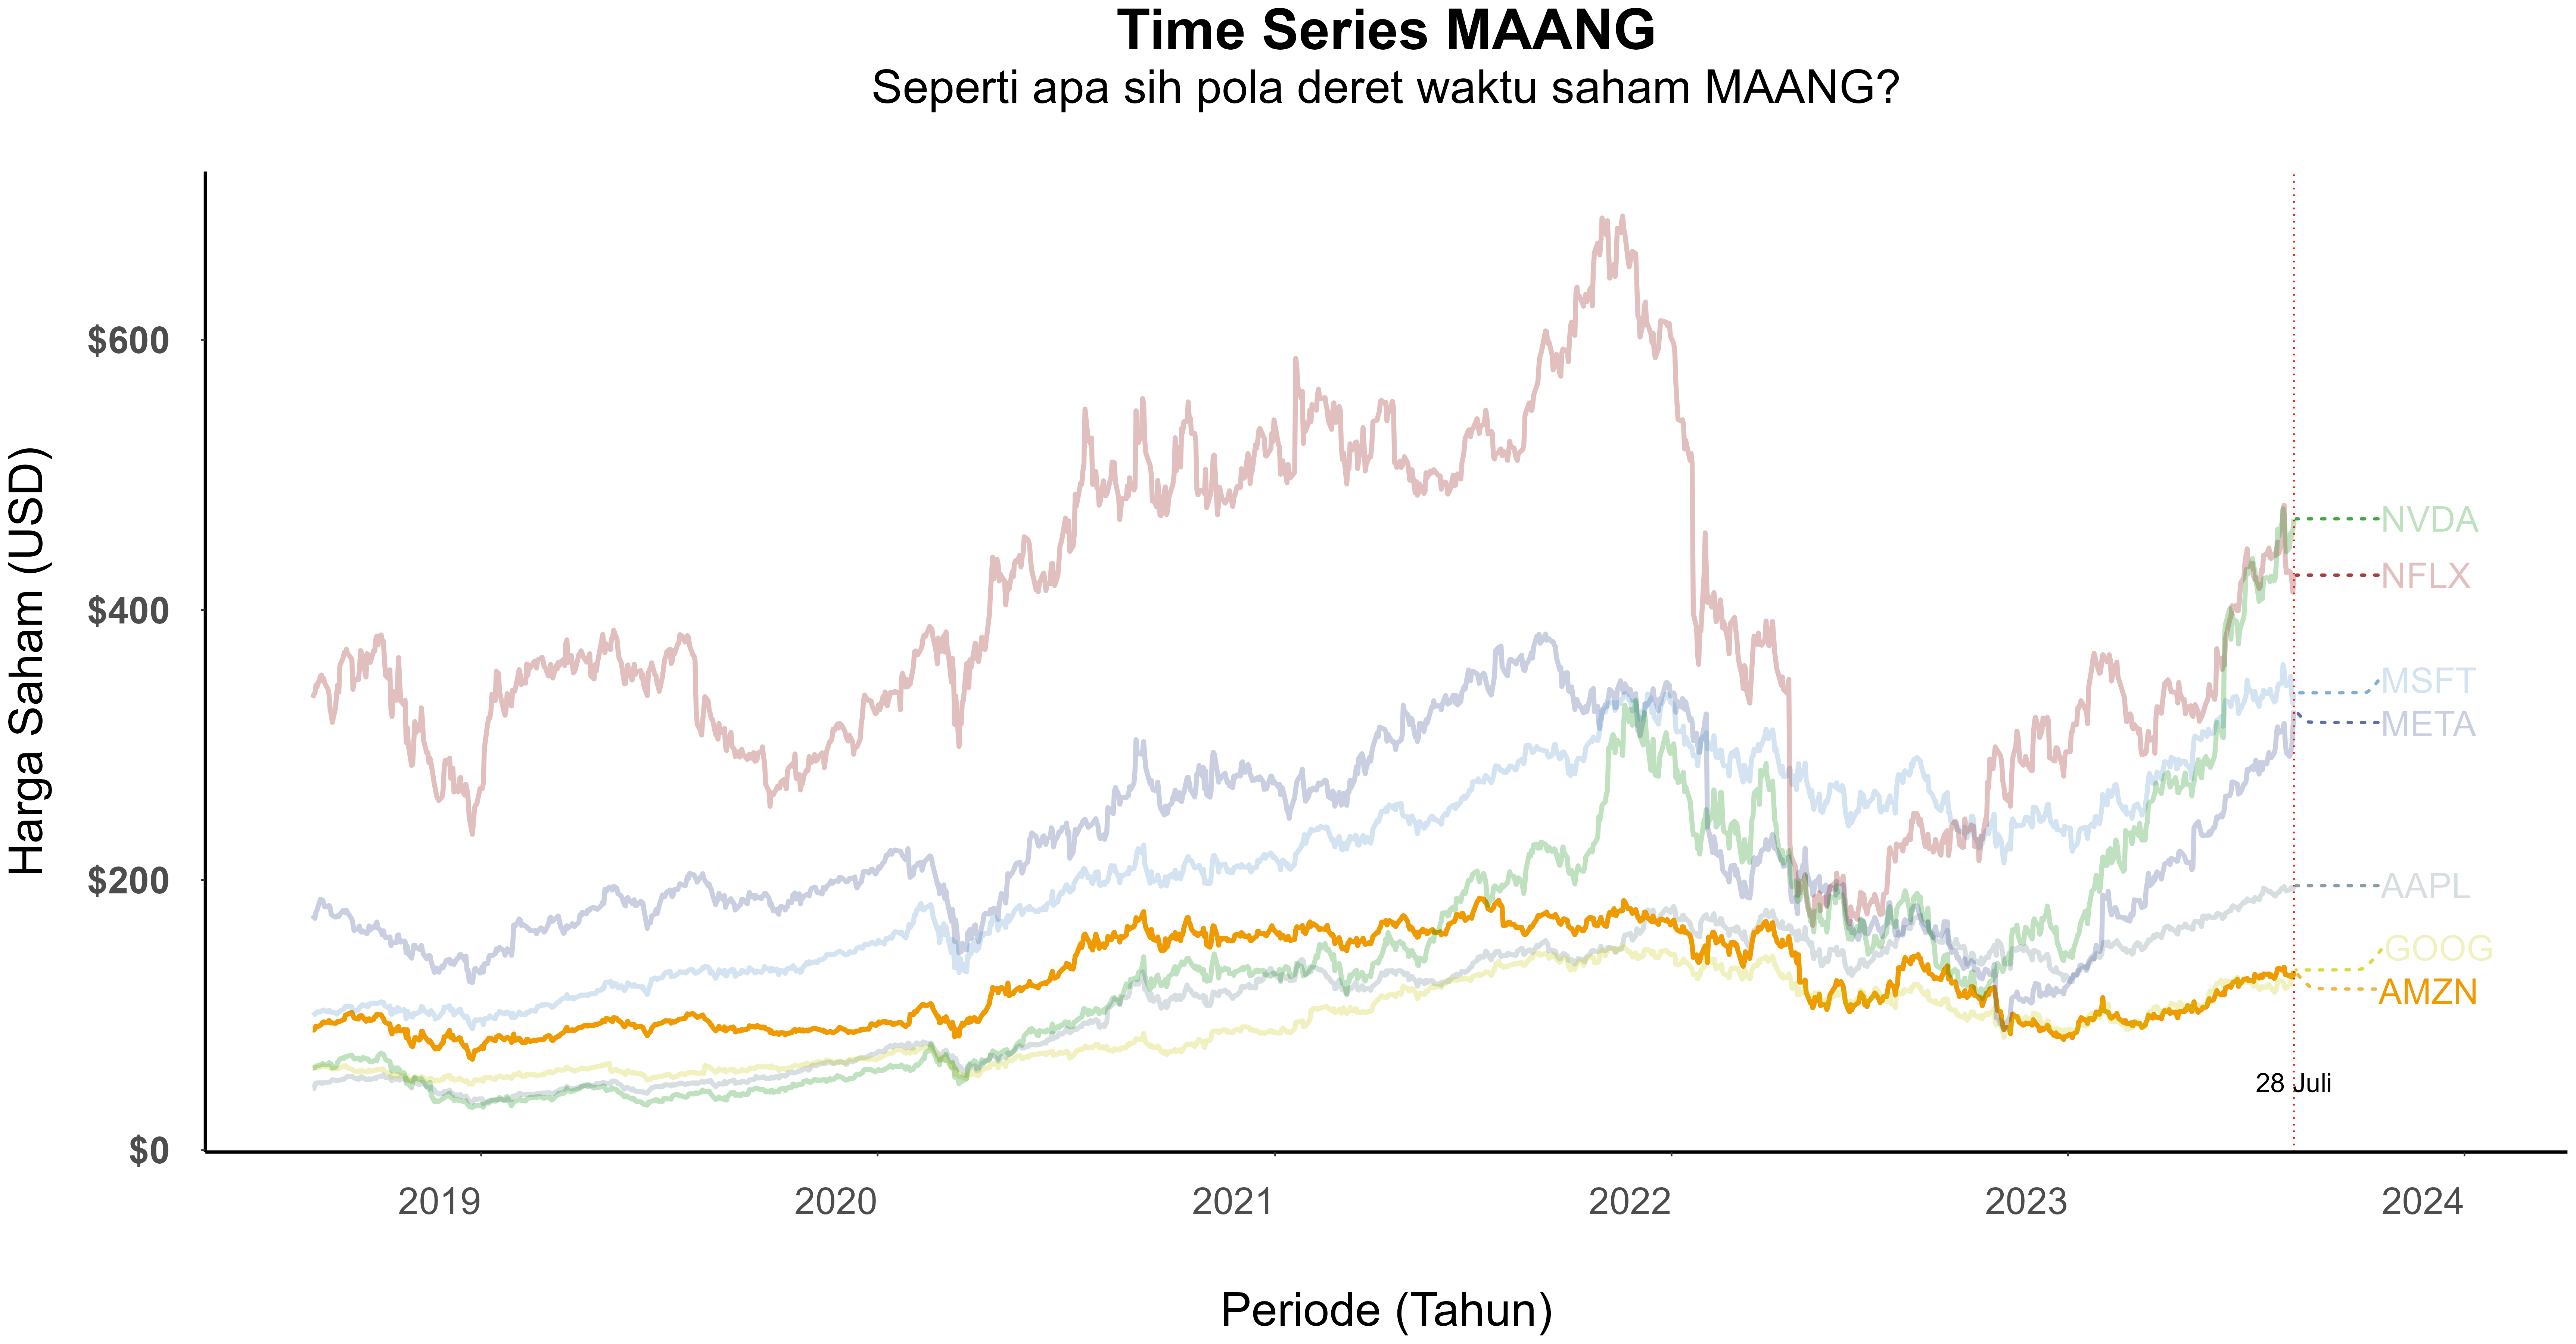 Time Series MAANG
Seperti apa sih pola deret waktu saham MAANG?
Harga Saham (USD)
$600
$400
$200
$0
NVDA
NFLX
MSFT
META
AAPL
GOOG
AMZN
28 Juli
2019 2020 2021 2022 2023 2024
Periode (Tahun)